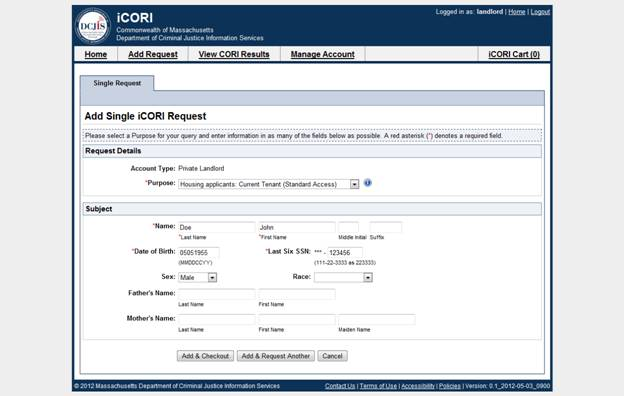 Logged in as: landlord | Home | Logout
DCJIS
iCORI
Commonwealth of Massachusetts
Department of Criminal Justice Information Services
Home Add Request View CORI Results Manage Account iCORI Cart (0)
Single Request
Add Single iCORI Request
Please select a Purpose for your query and enter information in as many of the fields below as possible. A red asterisk (*) denotes a required field.
Request Details
Account Type: Private Landlord
*Purpose: Housing applicants: Current Tenant (Standard Access)
Subject
*Name: Doe John
*Last Name *First Name Middle Initial Suffix
*Date of Birth: 05051955 *Last Six SSN: *** - 123456
(MMDDCCYY) (111-22-3333 as 223333)
Sex: Male Race:
Father's Name:
Last Name First Name
Mother's Name:
Last Name First Name Maiden Name
Add & Checkout Add & Request Another Cancel
© 2012 Massachusetts Department of Criminal Justice Information Services Contact Us | Terms of Use | Accessibility | Policies | Version: 0.1_2012-05-03_0900